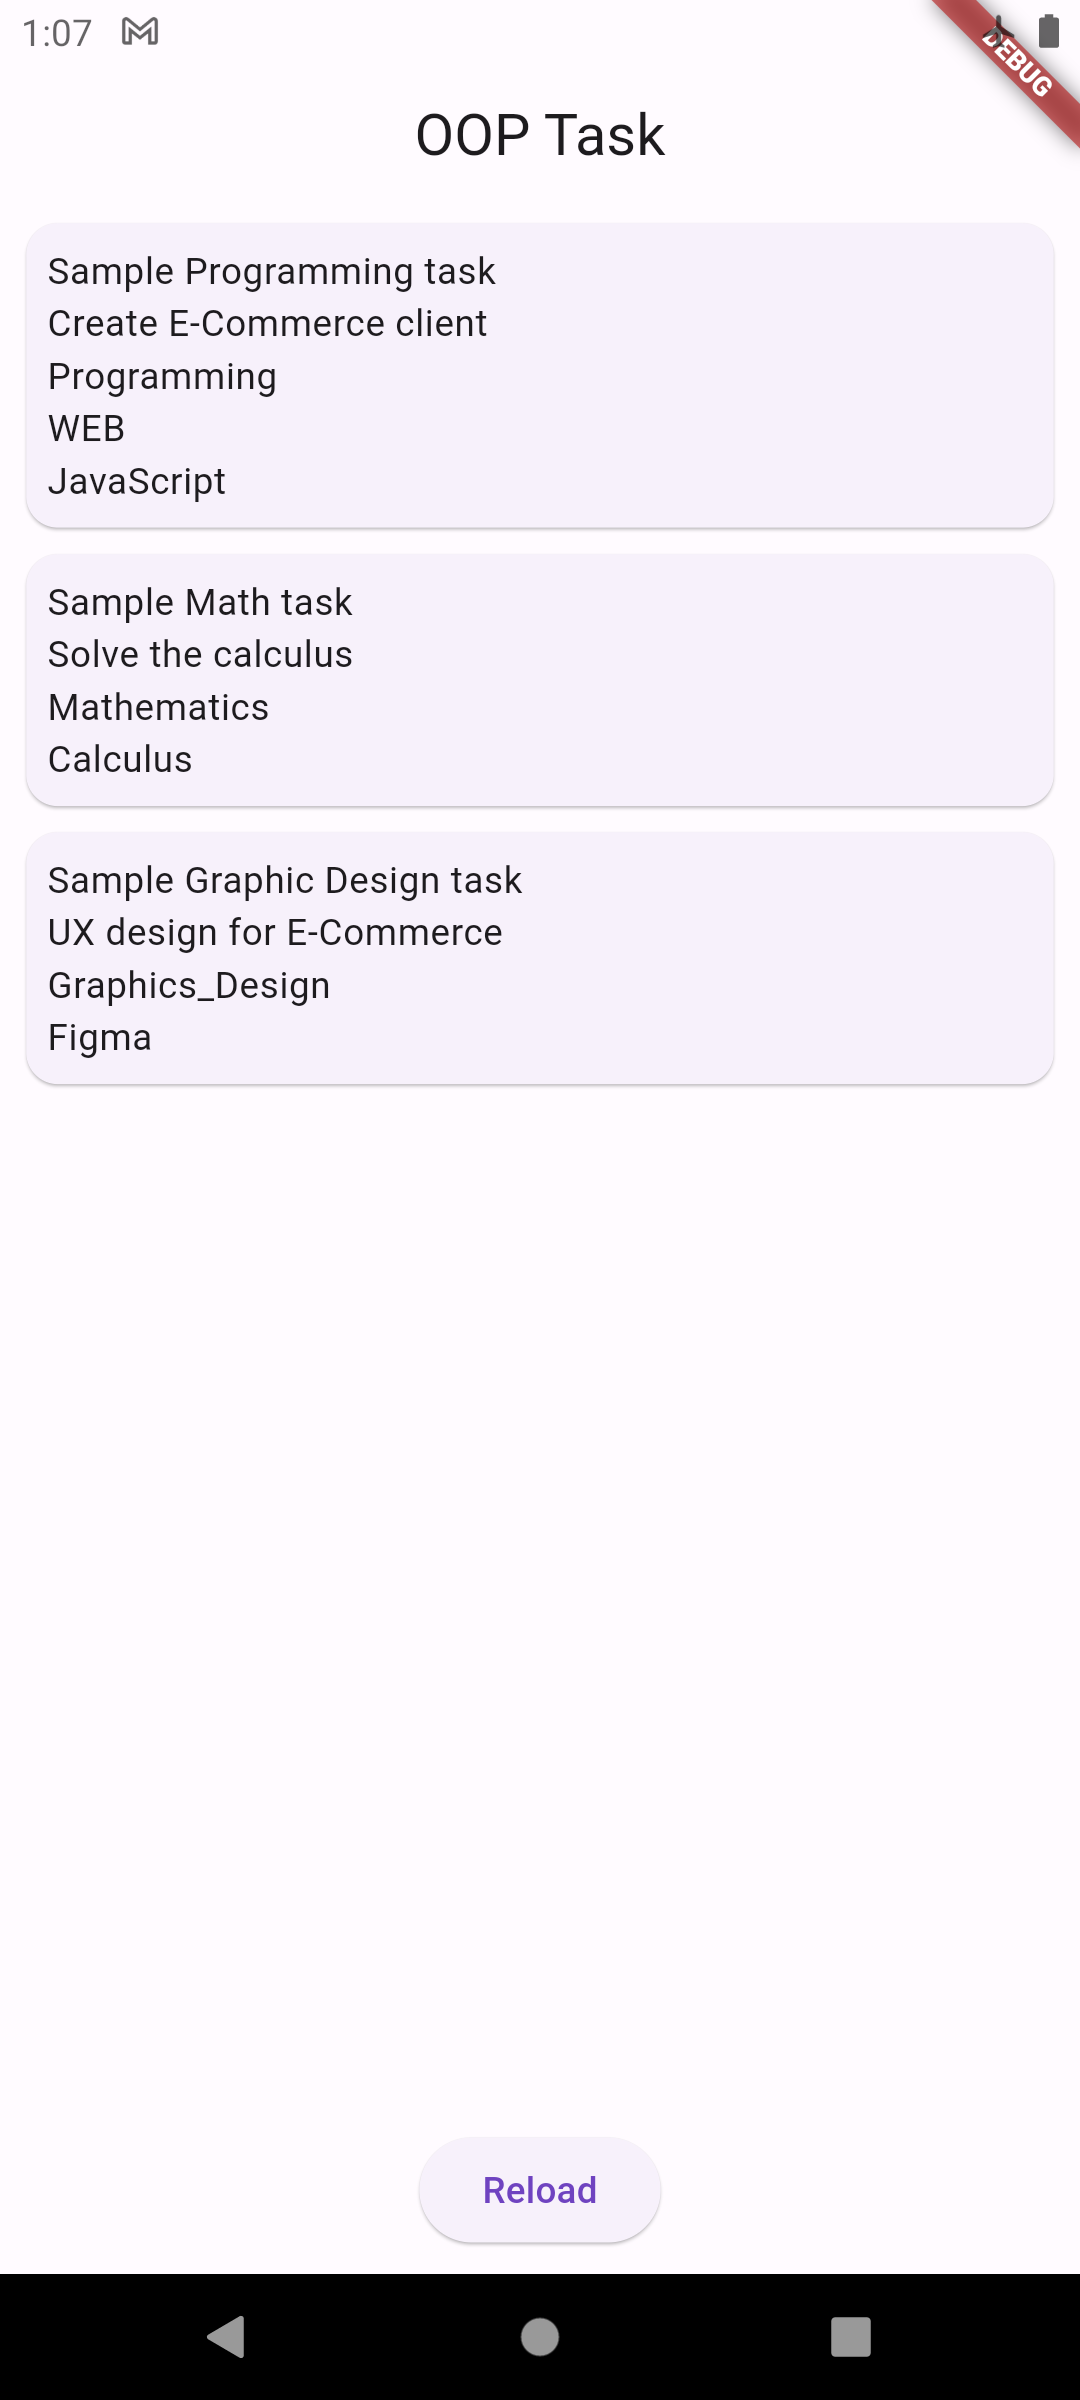 1:07
DEBUG
OOP Task
Sample Programming task
Create E-Commerce client
Programming
WEB
JavaScript
Sample Math task
Solve the calculus
Mathematics
Calculus
Sample Graphic Design task
UX design for E-Commerce
Graphics_Design
Figma
Reload